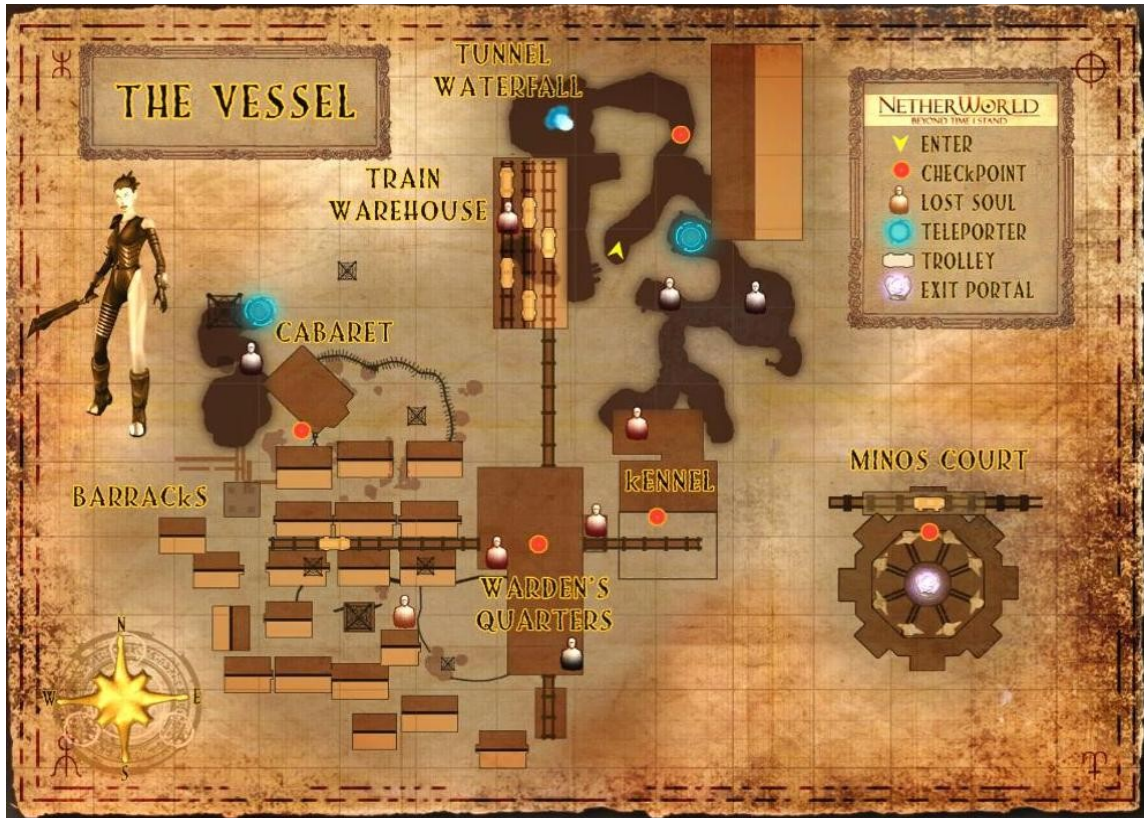 THE VESSEL
TUNNEL
WATERFALL
TRAIN
WAREHOUSE
CABARET
BARRACkS
kENNEL
WARDEN'S
QUARTERS
MINOS COURT
NETHERWORLD
BEYOND TIME I STAND
ENTER
CHECkPOINT
LOST SOUL
TELEPORTER
TROLLEY
EXIT PORTAL
N
W
E
S